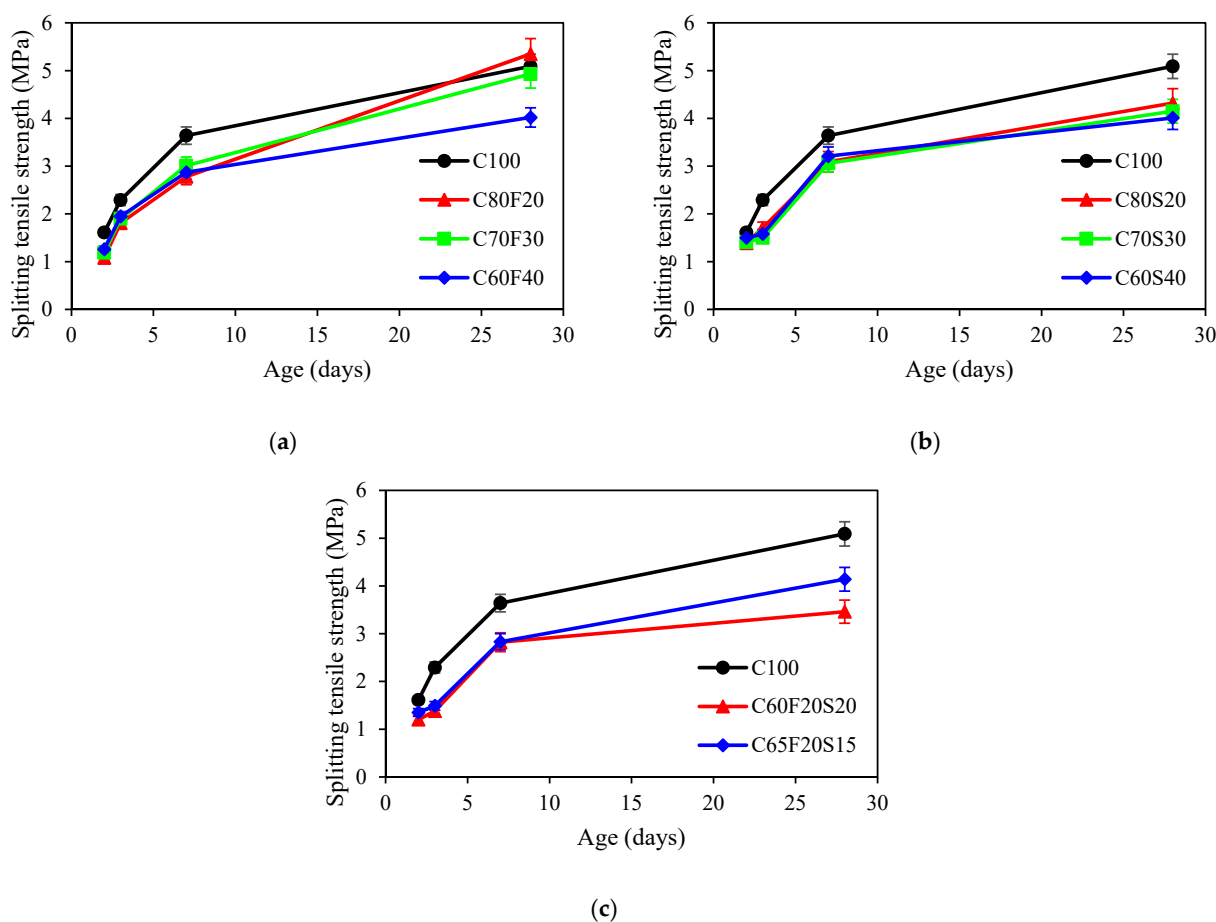 Splitting tensile strength (MPa)
6
5
4
3
2
1
0
C100
C80F20
C70F30
C60F40
0 5 10 15 20 25 30
Age (days)
(a)
Splitting tensile strength (MPa)
6
5
4
3
2
1
0
C100
C80S20
C70S30
C60S40
0 5 10 15 20 25 30
Age (days)
(b)
Splitting tensile strength (MPa)
6
5
4
3
2
1
0
C100
C60F20S20
C65F20S15
0 5 10 15 20 25 30
Age (days)
(c)